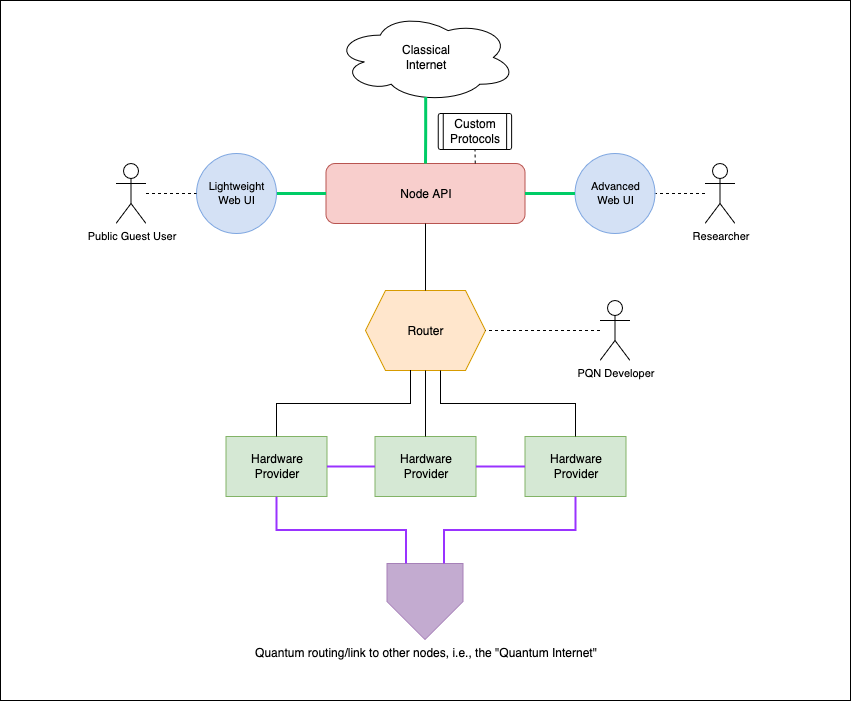 Classical
Internet
Custom
Protocols
Lightweight
Web UI
Node API
Advanced
Web UI
Public Guest User
Researcher
Router
PQN Developer
Hardware
Provider
Hardware
Provider
Hardware
Provider
Quantum routing/link to other nodes, i.e., the "Quantum Internet"